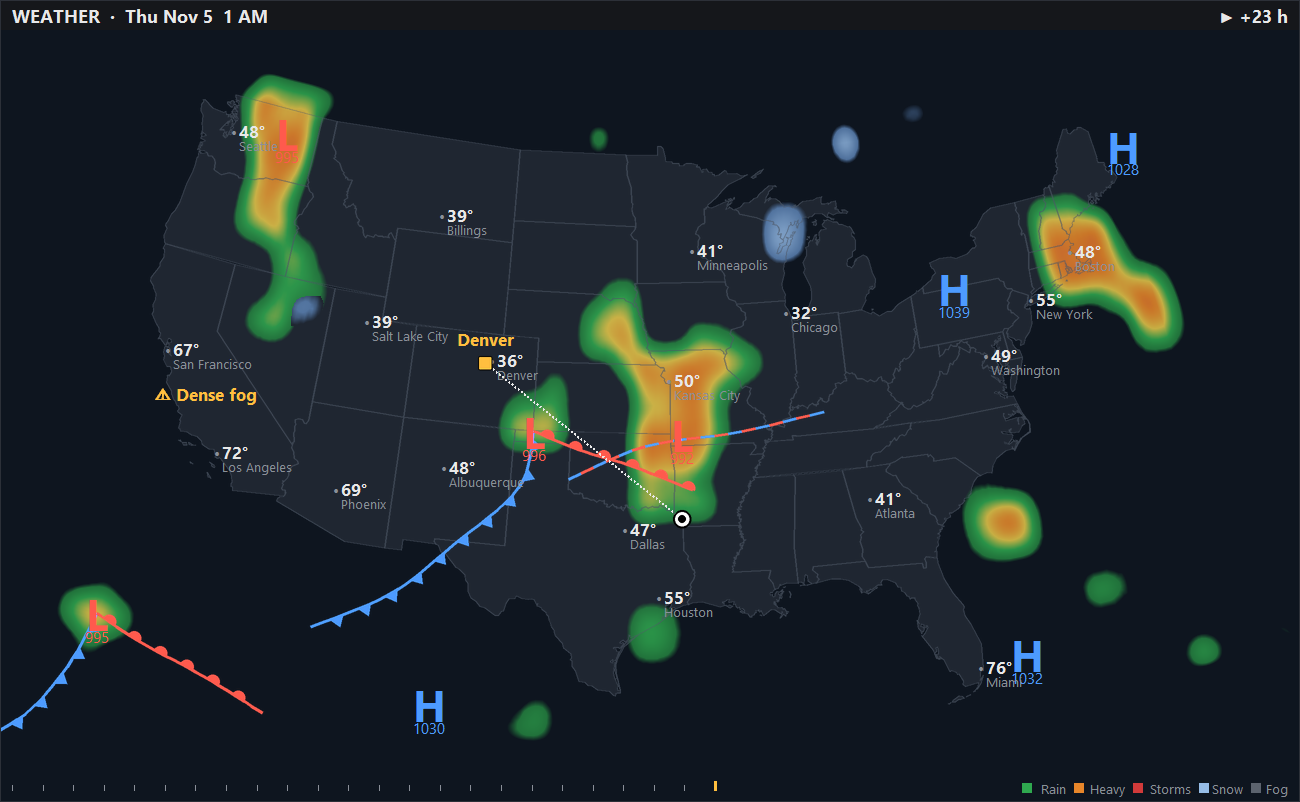 WEATHER · Thu Nov 5 1 AM
▶ +23 h
48°
Seattle
L
H
1028
39°
Billings
41°
Minneapolis
48°
Boston
H
1039
55°
New York
39°
Salt Lake City
32°
Chicago
67°
San Francisco
Denver
36°
Denver
49°
Washington
Dense fog
50°
Kansas City
72°
Los Angeles
L
996
L
992
48°
Albuquerque
69°
Phoenix
41°
Atlanta
47°
Dallas
55°
Houston
L
995
76°
Miami
H
1032
H
1030
Rain
Heavy
Storms
Snow
Fog